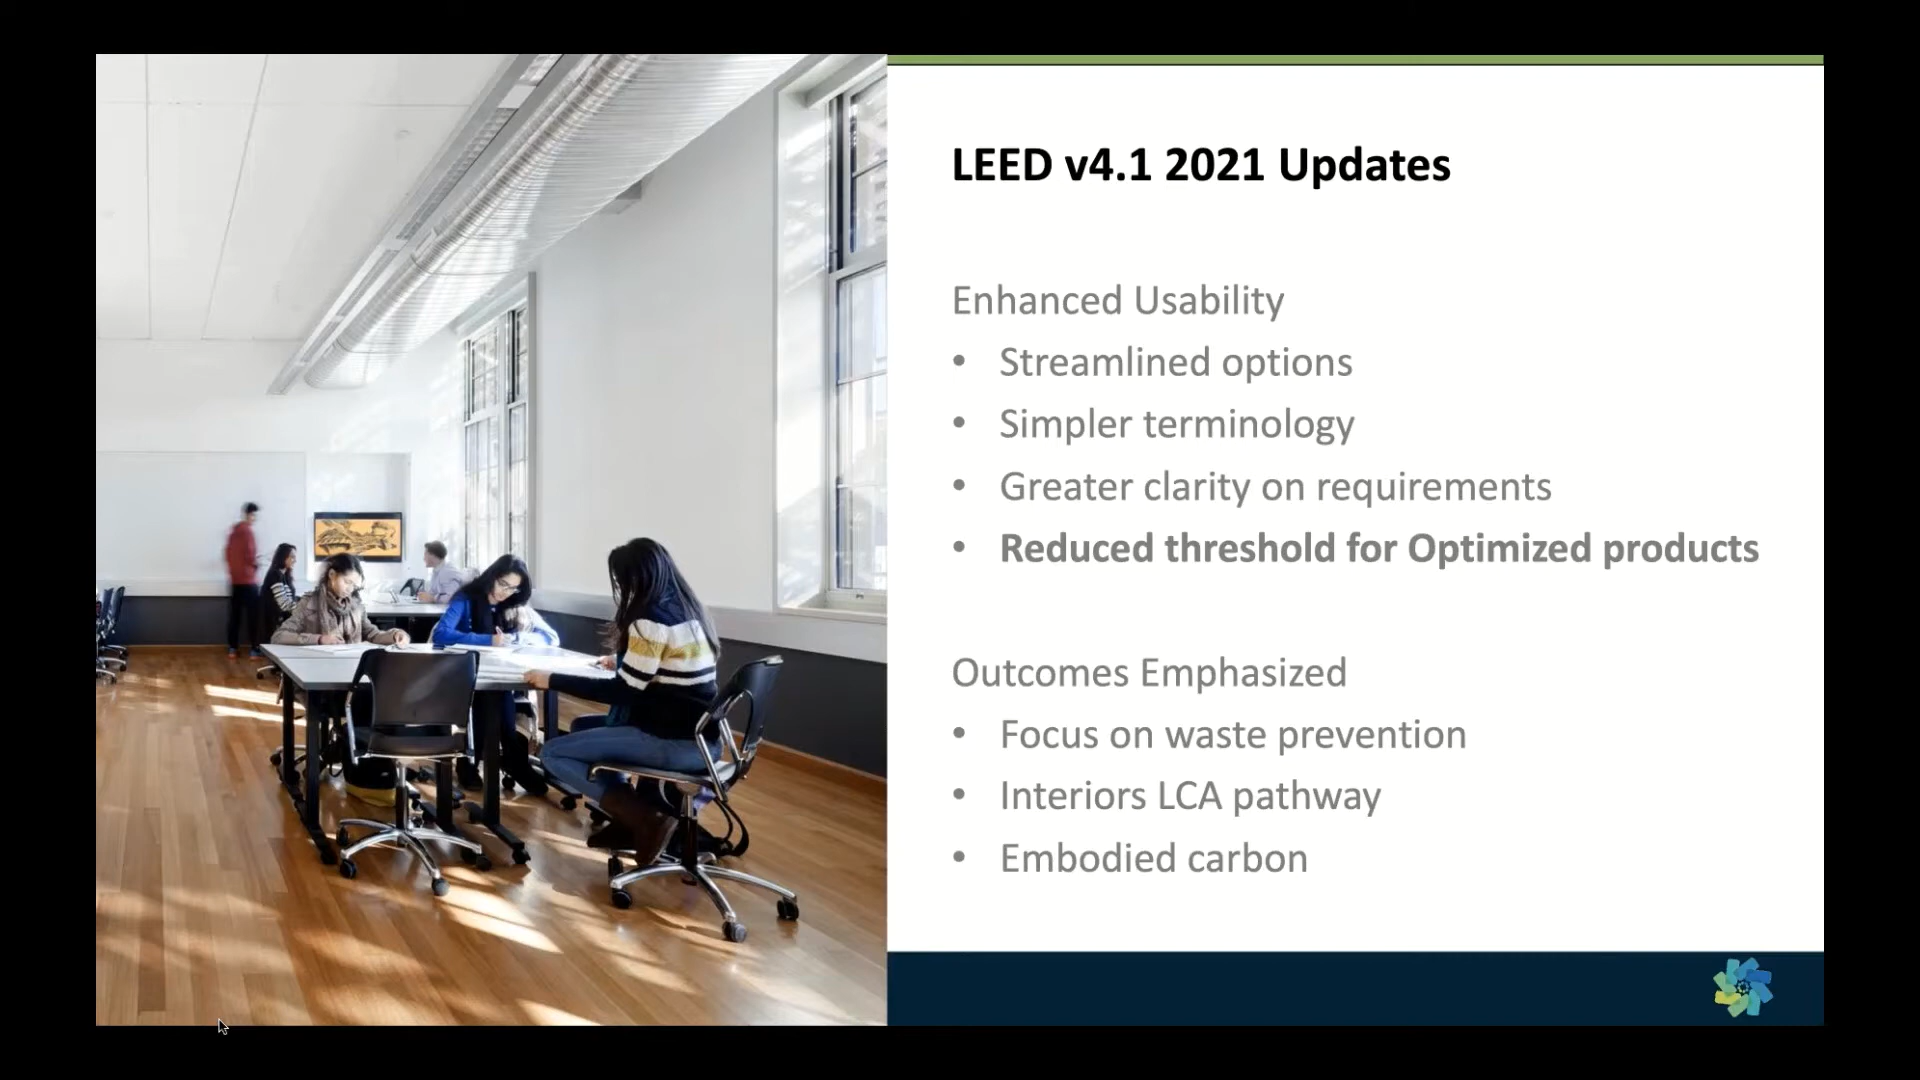 LEED v4.1 2021 Updates
Enhanced Usability
• Streamlined options
• Simpler terminology
• Greater clarity on requirements
• Reduced threshold for Optimized products
Outcomes Emphasized
• Focus on waste prevention
• Interiors LCA pathway
• Embodied carbon